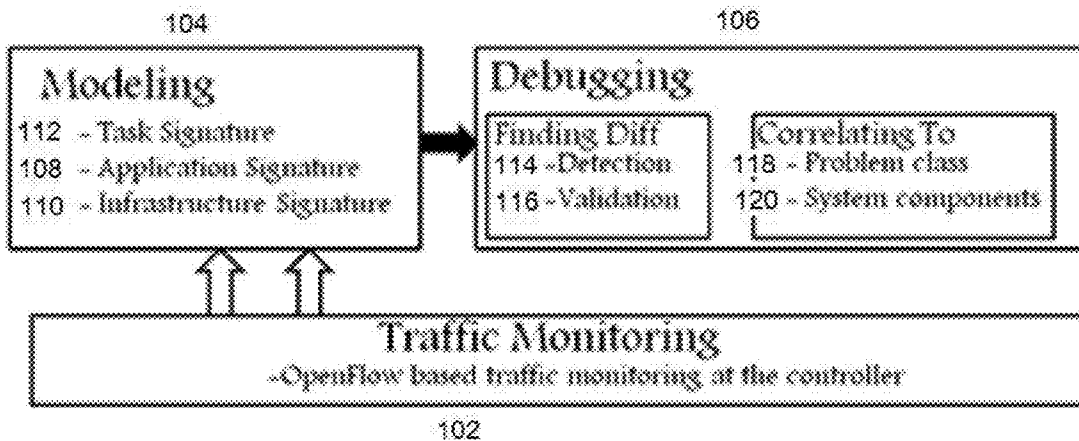 104
106
Modeling
112 - Task Signature
108 - Application Signature
110 - Infrastructure Signature
Debugging
Finding Diff
114 -Detection
116 -Validation
Correlating To
118 - Problem class
120 - System components
Traffic Monitoring
-OpenFlow based traffic monitoring at the controller
102